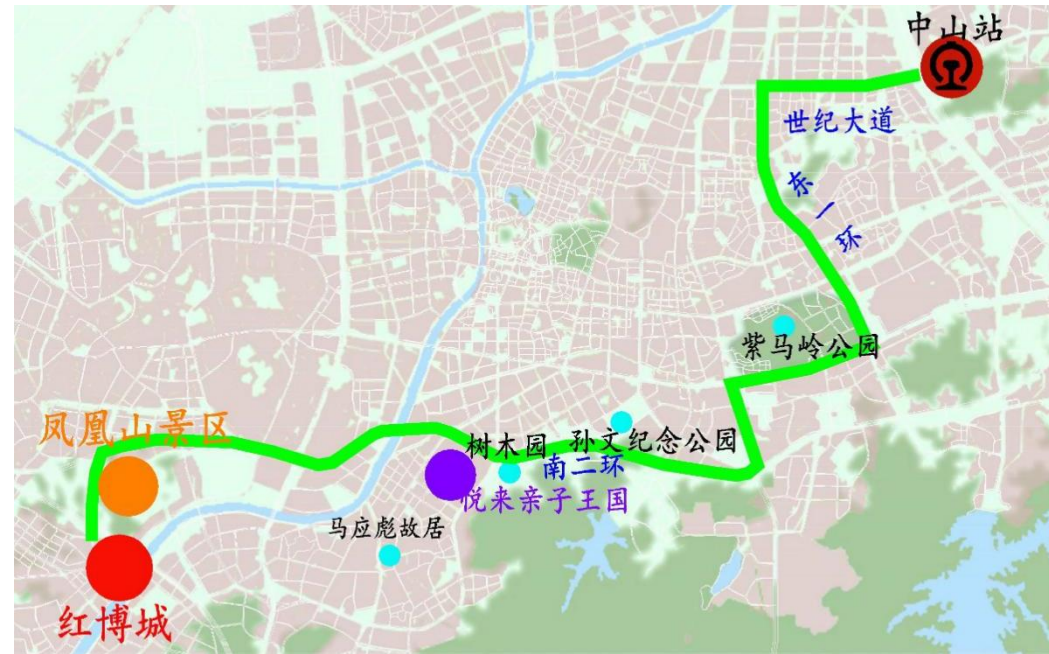 中山站
世纪大道
东一环
紫马岭公园
凤凰山景区
树木园
孙文纪念公园
南二环
悦来亲子王国
马应彪故居
红博城